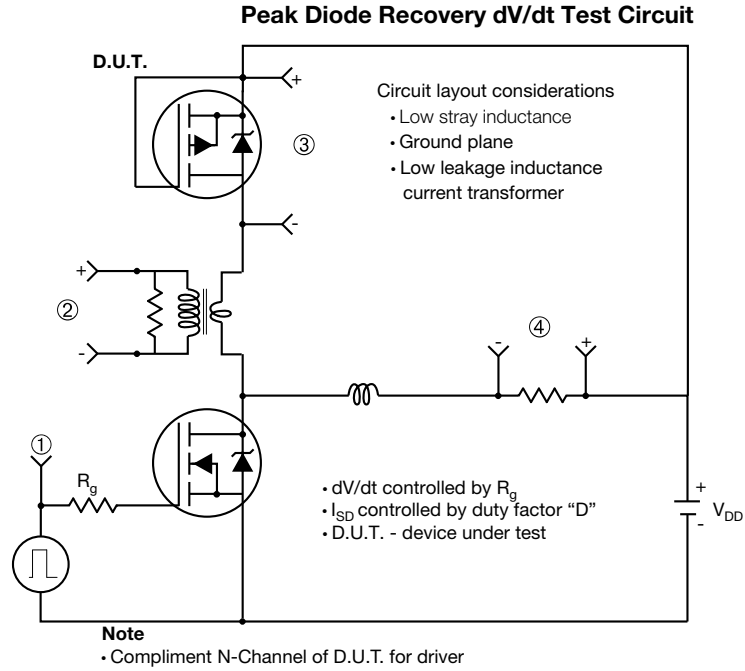 Peak Diode Recovery dV/dt Test Circuit
D.U.T.
+
Circuit layout considerations
• Low stray inductance
• Ground plane
• Low leakage inductance
current transformer
③
-
+
②
-
④
-
+
①
Rg
• dV/dt controlled by Rg
• ISD controlled by duty factor “D”
• D.U.T. - device under test
+
VDD
-
Note
• Compliment N-Channel of D.U.T. for driver